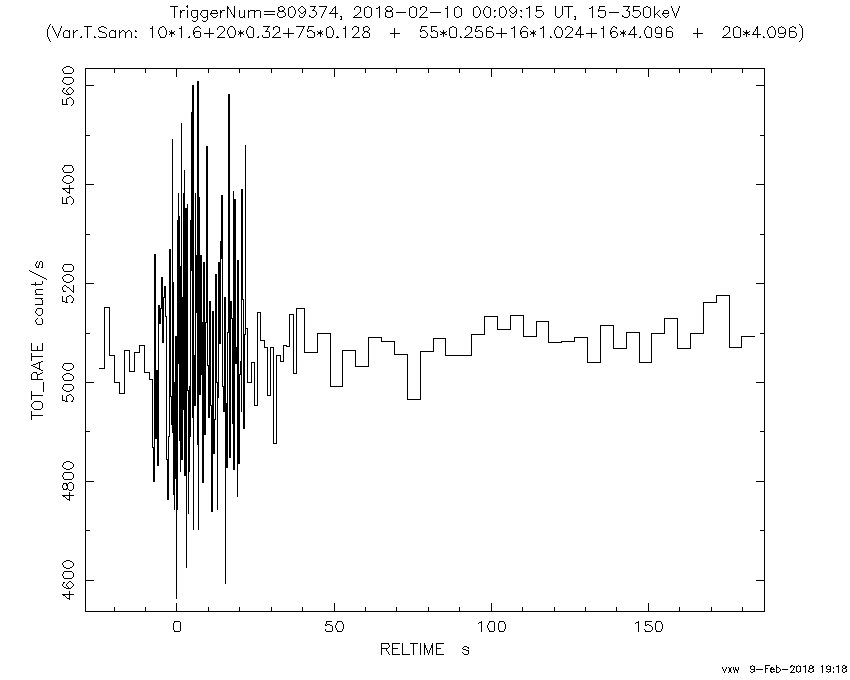 TriggerNum=809374, 2018-02-10 00:09:15 UT, 15-350keV
(Var.T.Sam: 10*1.6+20*0.32+75*0.128 + 55*0.256+16*1.024+16*4.096 + 20*4.096)
5600
5400
5200
5000
4800
4600
TOT_RATE count/s
0 50 100 150
RELTIME s
vxw 9-Feb-2018 19:18